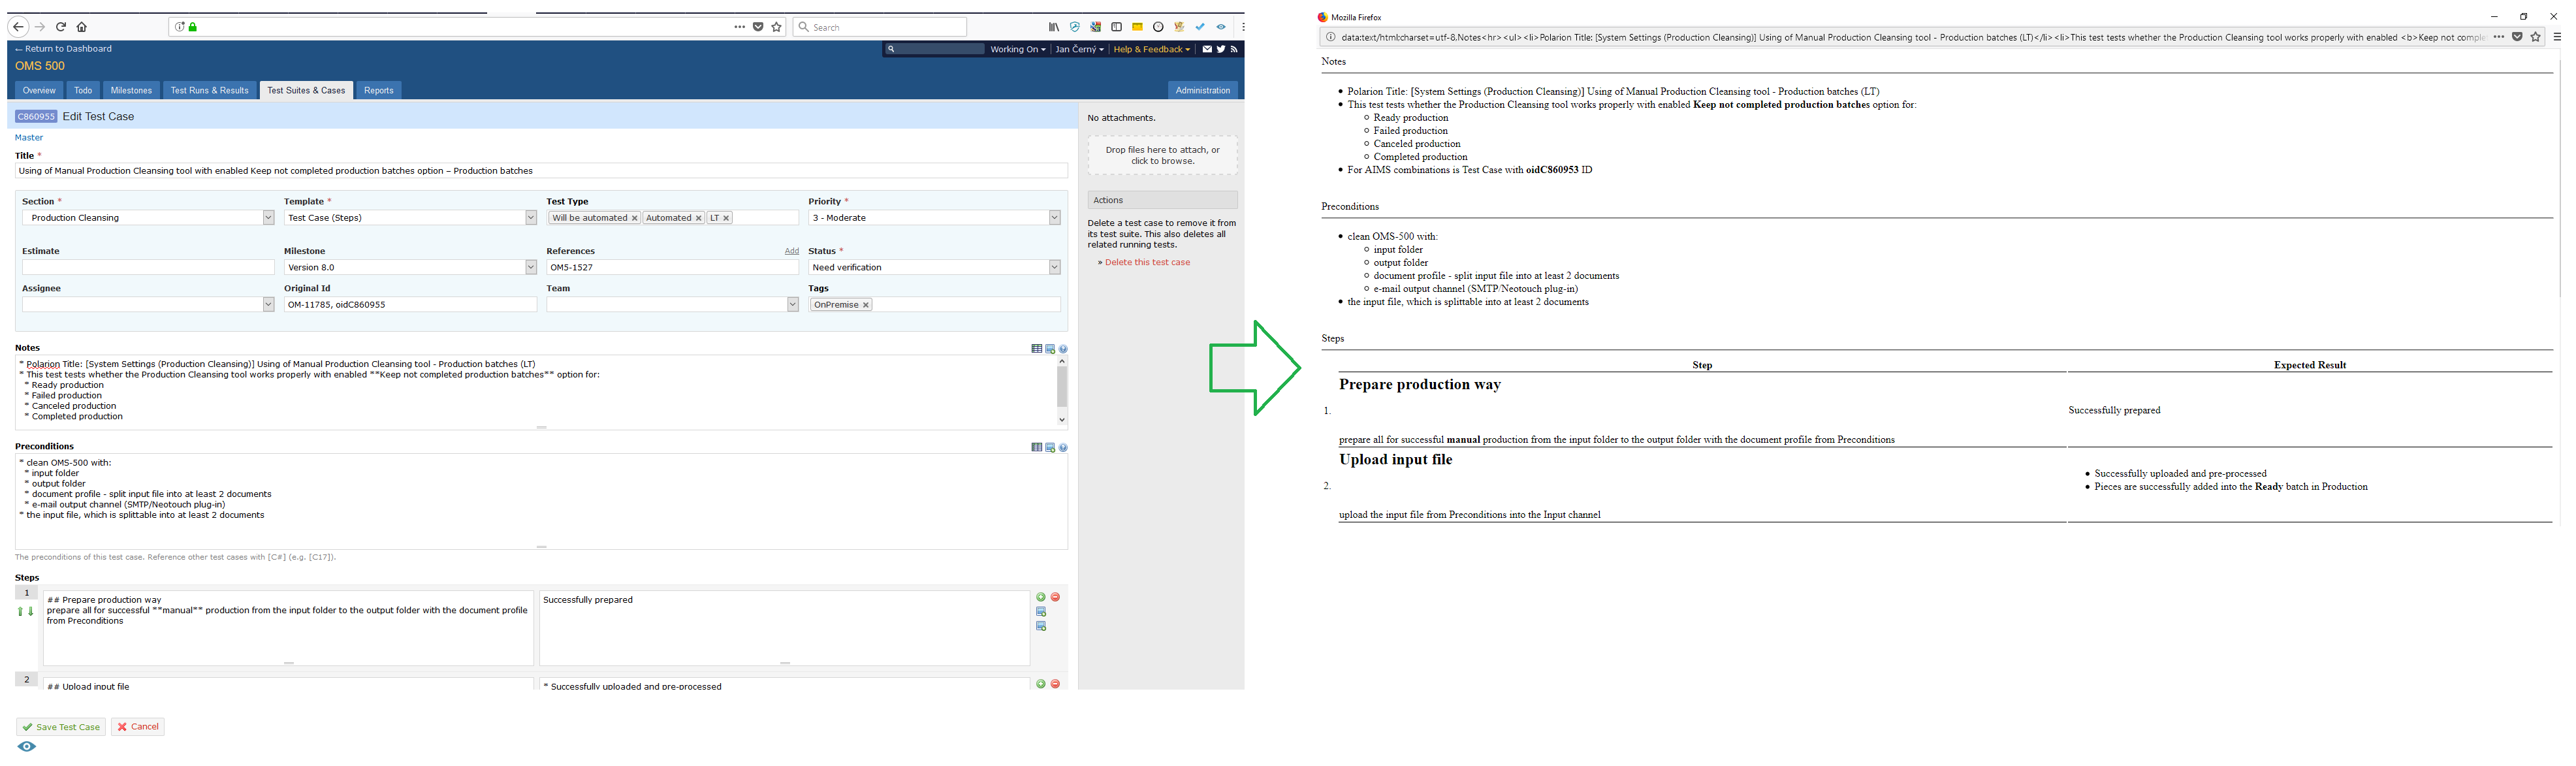 Search
← Return to Dashboard
Working On
Jan Černý
Help & Feedback
OMS 500
Overview
Todo
Milestones
Test Runs & Results
Test Suites & Cases
Reports
Administration
C860955 Edit Test Case
Master
Title *
Using of Manual Production Cleansing tool with enabled Keep not completed production batches option – Production batches
Section *
Template *
Test Type
Priority *
Production Cleansing
Test Case (Steps)
Will be automated × Automated × LT ×
3 - Moderate
Estimate
Milestone
References
Add
Status *
Version 8.0
OM5-1527
Need verification
Assignee
Original Id
Team
Tags
OM-11785, oidC860955
OnPremise ×
Notes
* Polarion Title: [System Settings (Production Cleansing)] Using of Manual Production Cleansing tool - Production batches (LT)
* This test tests whether the Production Cleansing tool works properly with enabled **Keep not completed production batches** option for:
* Ready production
* Failed production
* Canceled production
* Completed production
Preconditions
* clean OMS-500 with:
* input folder
* output folder
* document profile - split input file into at least 2 documents
* e-mail output channel (SMTP/Neotouch plug-in)
* the input file, which is splittable into at least 2 documents
The preconditions of this test case. Reference other test cases with [C#] (e.g. [C17]).
Steps
1
## Prepare production way
prepare all for successful **manual** production from the input folder to the output folder with the document profile
from Preconditions
Successfully prepared
2
## Upload input file
* Successfully uploaded and pre-processed
Save Test Case
Cancel
No attachments.
Drop files here to attach, or
click to browse.
Actions
Delete a test case to remove it from
its test suite. This also deletes all
related running tests.
» Delete this test case
Mozilla Firefox
data:text/html;charset=utf-8,Notes<hr><ul><li>Polarion Title: [System Settings (Production Cleansing)] Using of Manual Production Cleansing tool - Production batches (LT)</li><li>This test tests whether the Production Cleansing tool works properly with enabled <b>Keep not comple
Notes
• Polarion Title: [System Settings (Production Cleansing)] Using of Manual Production Cleansing tool - Production batches (LT)
• This test tests whether the Production Cleansing tool works properly with enabled Keep not completed production batches option for:
○ Ready production
○ Failed production
○ Canceled production
○ Completed production
• For AIMS combinations is Test Case with oidC860953 ID
Preconditions
• clean OMS-500 with:
○ input folder
○ output folder
○ document profile - split input file into at least 2 documents
○ e-mail output channel (SMTP/Neotouch plug-in)
• the input file, which is splittable into at least 2 documents
Steps
Step
Expected Result
Prepare production way
1.
Successfully prepared
prepare all for successful manual production from the input folder to the output folder with the document profile from Preconditions
Upload input file
• Successfully uploaded and pre-processed
2.
• Pieces are successfully added into the Ready batch in Production
upload the input file from Preconditions into the Input channel